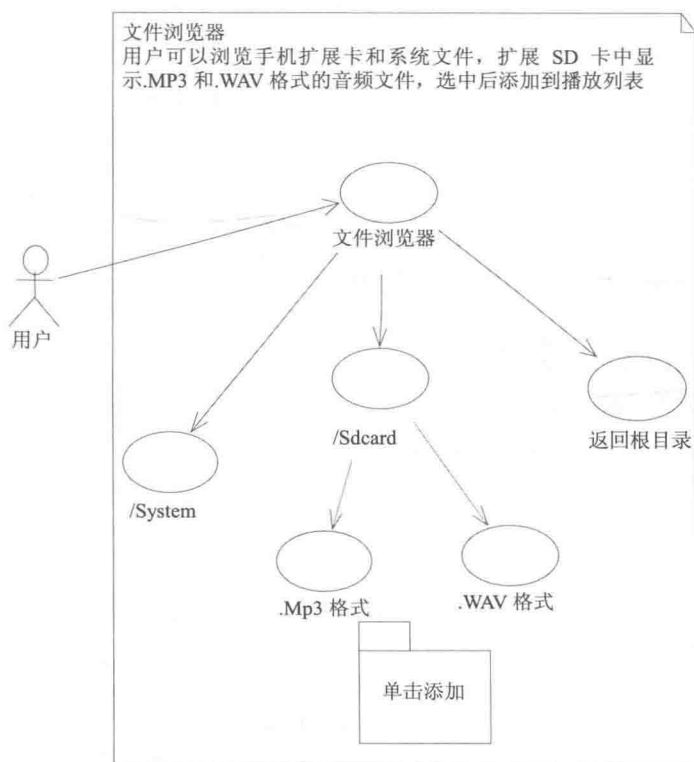 文件浏览器
用户可以浏览手机扩展卡和系统文件，扩展 SD 卡中显
示.MP3 和.WAV 格式的音频文件，选中后添加到播放列表
文件浏览器
用户
/Sdcard
返回根目录
/System
.Mp3 格式
.WAV 格式
单击添加